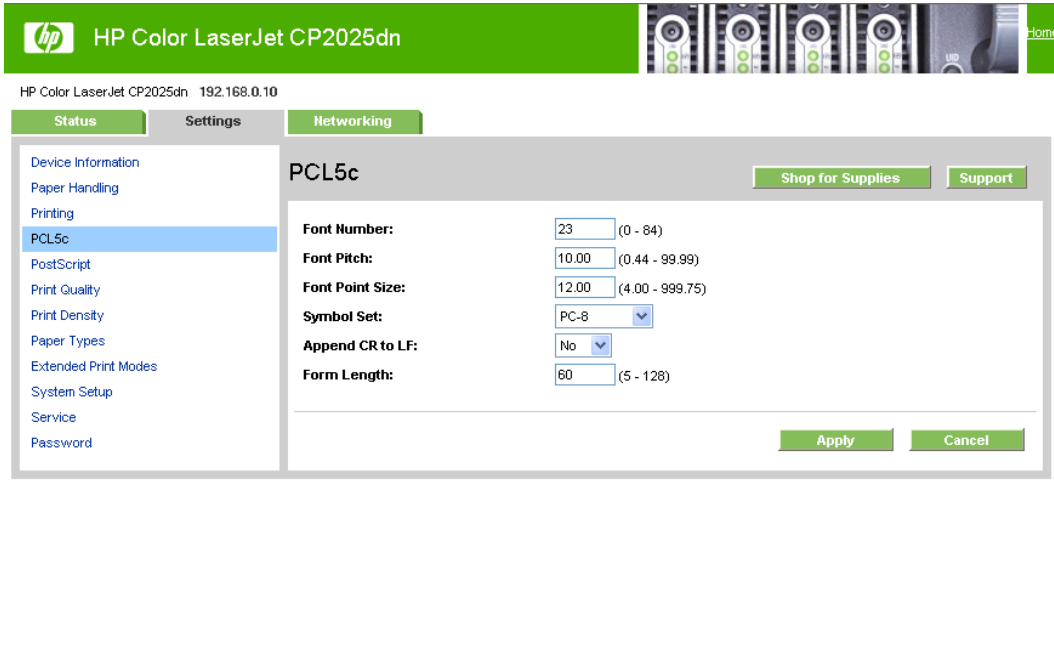 hp HP Color LaserJet CP2025dn
Home
UID
HP Color LaserJet CP2025dn 192.168.0.10
Status Settings Networking
Device Information
Paper Handling
Printing
PCL5c
PostScript
Print Quality
Print Density
Paper Types
Extended Print Modes
System Setup
Service
Password
PCL5c
Shop for Supplies Support
Font Number: 23 (0 - 84)
Font Pitch: 10.00 (0.44 - 99.99)
Font Point Size: 12.00 (4.00 - 999.75)
Symbol Set: PC-8
Append CR to LF: No
Form Length: 60 (5 - 128)
Apply Cancel